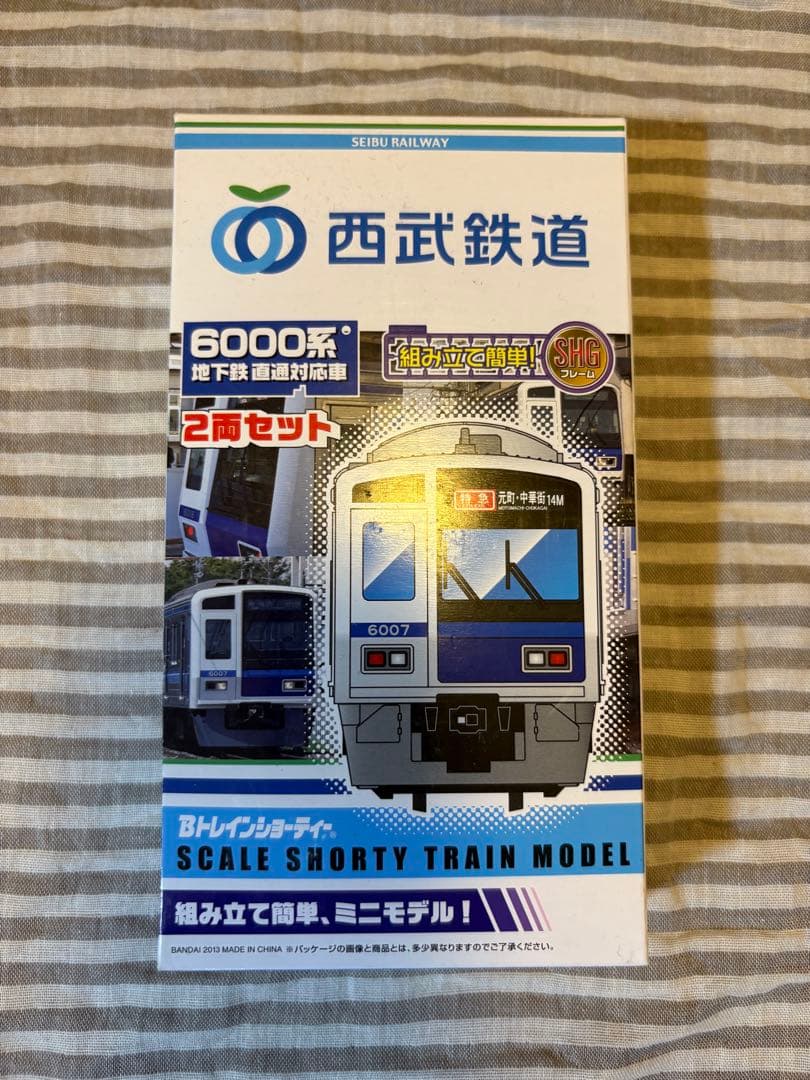 SEIBU RAILWAY
西武鉄道
6000系
地下鉄 直通対応車
組み立て簡単!
SHG
フレーム
2両セット
特急
元町・中華街 14M
MOTOMACHI-CHUKAGAI
6007
6007
Bトレインショーティー
SCALE SHORTY TRAIN MODEL
組み立て簡単、ミニモデル!
BANDAI 2013 MADE IN CHINA ※パッケージの画像と商品とは、多少異なりますのでご了承ください。